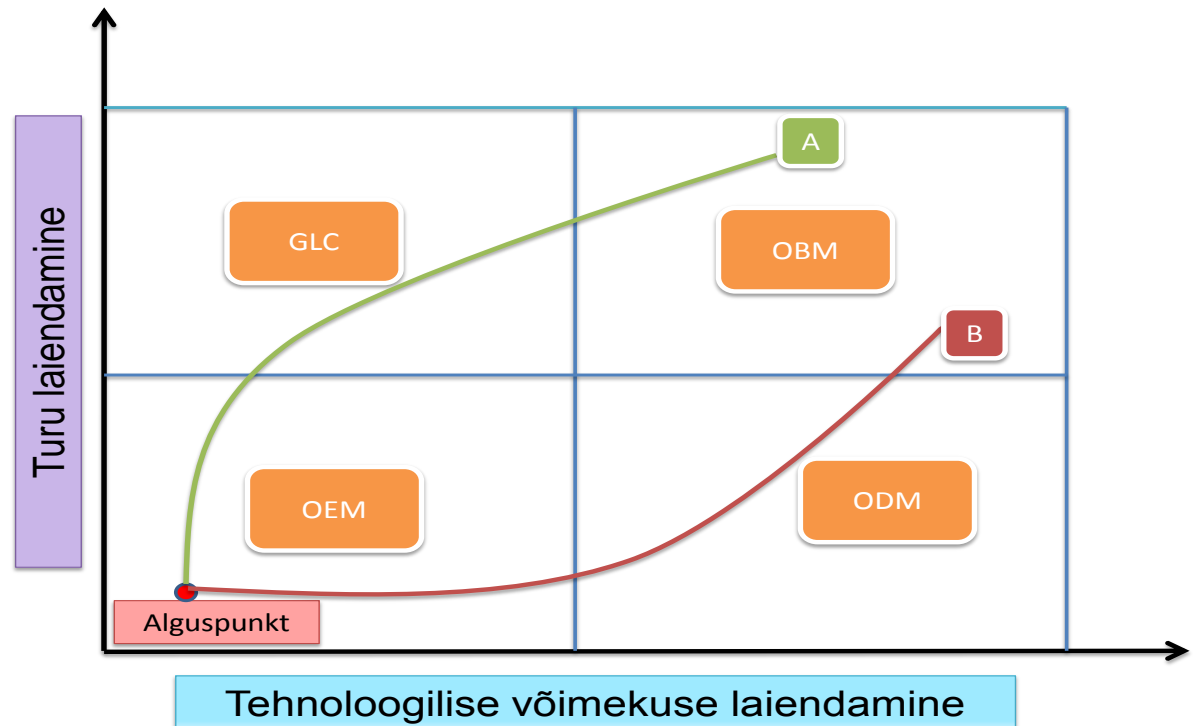 Turu laiendamine
A
GLC
OBM
B
OEM
ODM
Alguspunkt
Tehnoloogilise võimekuse laiendamine